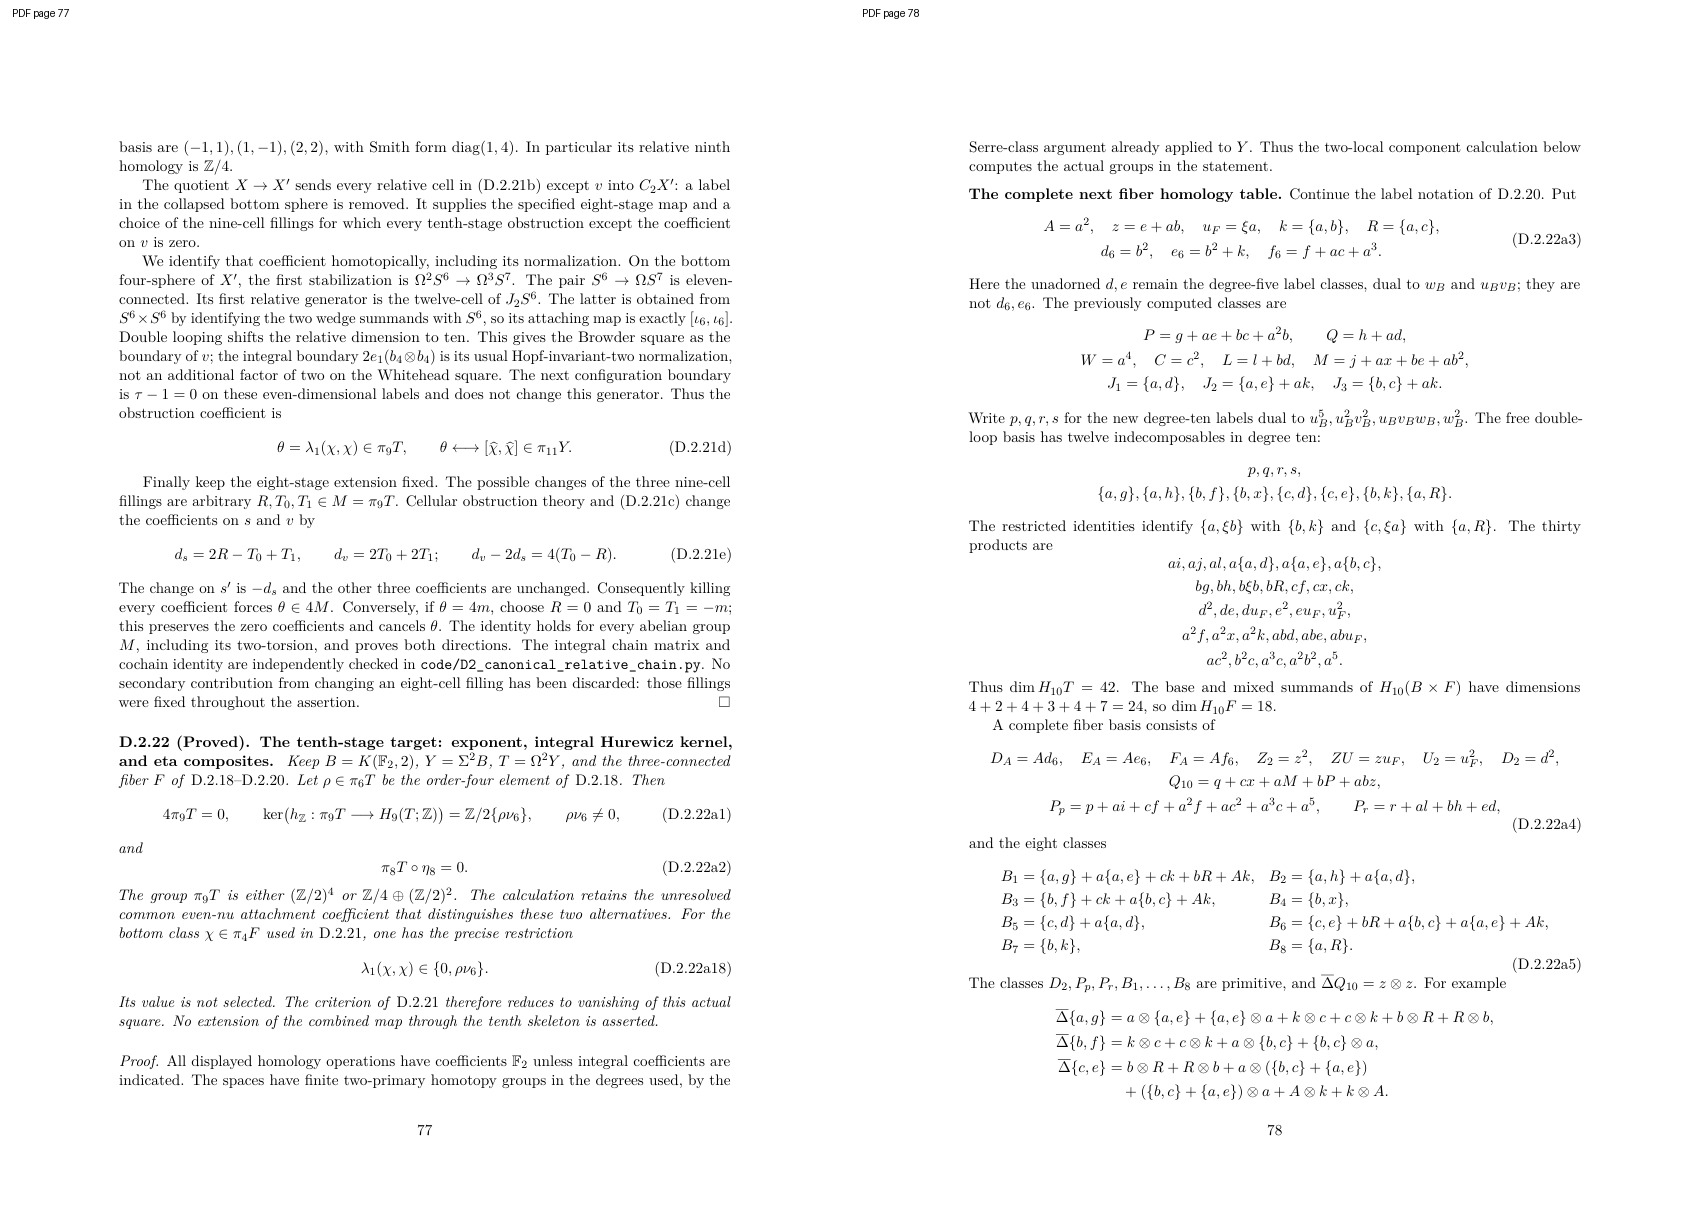 PDF page 77
basis are (−1, 1), (1, −1), (2, 2), with Smith form diag(1, 4). In particular its relative ninth
homology is ℤ/4.
The quotient X → X′ sends every relative cell in (D.2.21b) except v into C₂X′: a label
in the collapsed bottom sphere is removed. It supplies the specified eight-stage map and a
choice of the nine-cell fillings for which every tenth-stage obstruction except the coefficient
on v is zero.
We identify that coefficient homotopically, including its normalization. On the bottom
four-sphere of X′, the first stabilization is Ω²S⁶ → Ω³S⁷. The pair S⁶ → ΩS⁷ is eleven-
connected. Its first relative generator is the twelve-cell of J₂S⁶. The latter is obtained from
S⁶×S⁶ by identifying the two wedge summands with S⁶, so its attaching map is exactly [ι₆, ι₆].
Double looping shifts the relative dimension to ten. This gives the Browder square as the
boundary of v; the integral boundary 2e₁(b₄⊗b₄) is its usual Hopf-invariant-two normalization,
not an additional factor of two on the Whitehead square. The next configuration boundary
is τ − 1 = 0 on these even-dimensional labels and does not change this generator. Thus the
obstruction coefficient is
θ = λ₁(χ, χ) ∈ π₉T, θ ⟷ [χ̂, χ̂] ∈ π₁₁Y. (D.2.21d)
Finally keep the eight-stage extension fixed. The possible changes of the three nine-cell
fillings are arbitrary R, T₀, T₁ ∈ M = π₉T. Cellular obstruction theory and (D.2.21c) change
the coefficients on s and v by
dₛ = 2R − T₀ + T₁, dᵥ = 2T₀ + 2T₁; dᵥ − 2dₛ = 4(T₀ − R). (D.2.21e)
The change on s′ is −dₛ and the other three coefficients are unchanged. Consequently killing
every coefficient forces θ ∈ 4M. Conversely, if θ = 4m, choose R = 0 and T₀ = T₁ = −m;
this preserves the zero coefficients and cancels θ. The identity holds for every abelian group
M, including its two-torsion, and proves both directions. The integral chain matrix and
cochain identity are independently checked in code/D2_canonical_relative_chain.py. No
secondary contribution from changing an eight-cell filling has been discarded: those fillings
were fixed throughout the assertion. □
D.2.22 (Proved). The tenth-stage target: exponent, integral Hurewicz kernel,
and eta composites. Keep B = K(𝔽₂, 2), Y = Σ²B, T = Ω²Y, and the three-connected
fiber F of D.2.18–D.2.20. Let ρ ∈ π₆T be the order-four element of D.2.18. Then
4π₉T = 0, ker(h_ℤ : π₉T ⟶ H₉(T; ℤ)) = ℤ/2{ρν₆}, ρν₆ ≠ 0, (D.2.22a1)
and
π₈T ∘ η₈ = 0. (D.2.22a2)
The group π₉T is either (ℤ/2)⁴ or ℤ/4 ⊕ (ℤ/2)². The calculation retains the unresolved
common even-nu attachment coefficient that distinguishes these two alternatives. For the
bottom class χ ∈ π₄F used in D.2.21, one has the precise restriction
λ₁(χ, χ) ∈ {0, ρν₆}. (D.2.22a18)
Its value is not selected. The criterion of D.2.21 therefore reduces to vanishing of this actual
square. No extension of the combined map through the tenth skeleton is asserted.
Proof. All displayed homology operations have coefficients 𝔽₂ unless integral coefficients are
indicated. The spaces have finite two-primary homotopy groups in the degrees used, by the
77
PDF page 78
Serre-class argument already applied to Y. Thus the two-local component calculation below
computes the actual groups in the statement.
The complete next fiber homology table. Continue the label notation of D.2.20. Put
A = a², z = e + ab, u_F = ξa, k = {a, b}, R = {a, c},
d₆ = b², e₆ = b² + k, f₆ = f + ac + a³. (D.2.22a3)
Here the unadorned d, e remain the degree-five label classes, dual to w_B and u_Bv_B; they are
not d₆, e₆. The previously computed classes are
P = g + ae + bc + a²b, Q = h + ad,
W = a⁴, C = c², L = l + bd, M = j + ax + be + ab²,
J₁ = {a, d}, J₂ = {a, e} + ak, J₃ = {b, c} + ak.
Write p, q, r, s for the new degree-ten labels dual to u_B⁵, u_B²v_B², u_Bv_Bw_B, w_B². The free double-
loop basis has twelve indecomposables in degree ten:
p, q, r, s,
{a, g}, {a, h}, {b, f}, {b, x}, {c, d}, {c, e}, {b, k}, {a, R}.
The restricted identities identify {a, ξb} with {b, k} and {c, ξa} with {a, R}. The thirty
products are
ai, aj, al, a{a, d}, a{a, e}, a{b, c},
bg, bh, bξb, bR, cf, cx, ck,
d², de, du_F, e², eu_F, u_F²,
a²f, a²x, a²k, abd, abe, abu_F,
ac², b²c, a³c, a²b², a⁵.
Thus dim H₁₀T = 42. The base and mixed summands of H₁₀(B × F) have dimensions
4 + 2 + 4 + 3 + 4 + 7 = 24, so dim H₁₀F = 18.
A complete fiber basis consists of
D_A = Ad₆, E_A = Ae₆, F_A = Af₆, Z₂ = z², ZU = zu_F, U₂ = u_F², D₂ = d²,
Q₁₀ = q + cx + aM + bP + abz,
P_p = p + ai + cf + a²f + ac² + a³c + a⁵, P_r = r + al + bh + ed,
(D.2.22a4)
and the eight classes
B₁ = {a, g} + a{a, e} + ck + bR + Ak, B₂ = {a, h} + a{a, d},
B₃ = {b, f} + ck + a{b, c} + Ak, B₄ = {b, x},
B₅ = {c, d} + a{a, d}, B₆ = {c, e} + bR + a{b, c} + a{a, e} + Ak,
B₇ = {b, k}, B₈ = {a, R}.
(D.2.22a5)
The classes D₂, P_p, P_r, B₁, . . . , B₈ are primitive, and Δ̅Q₁₀ = z ⊗ z. For example
Δ̅{a, g} = a ⊗ {a, e} + {a, e} ⊗ a + k ⊗ c + c ⊗ k + b ⊗ R + R ⊗ b,
Δ̅{b, f} = k ⊗ c + c ⊗ k + a ⊗ {b, c} + {b, c} ⊗ a,
Δ̅{c, e} = b ⊗ R + R ⊗ b + a ⊗ ({b, c} + {a, e})
+ ({b, c} + {a, e}) ⊗ a + A ⊗ k + k ⊗ A.
78